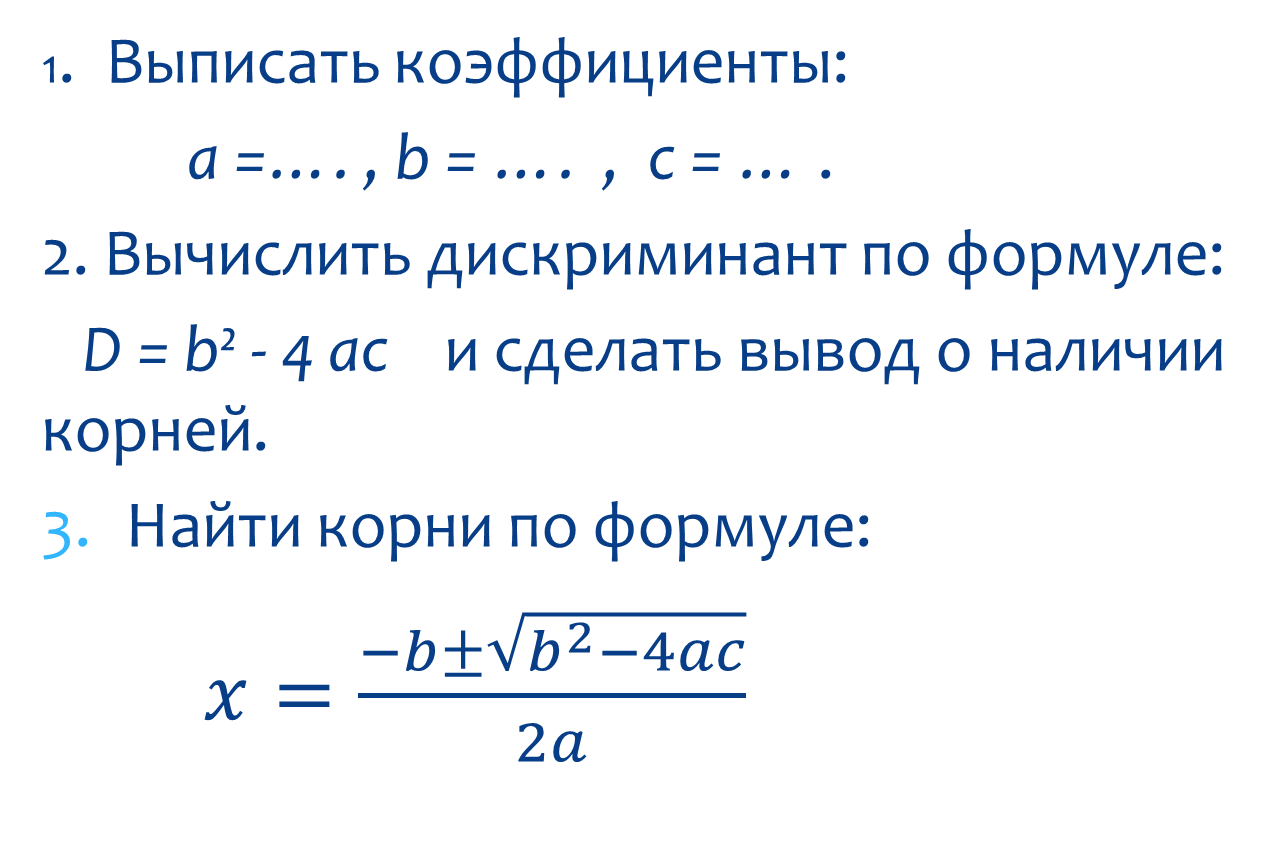 1. Выписать коэффициенты:
a =…. , b = …. , c = … .
2. Вычислить дискриминант по формуле:
D = b² - 4 ac и сделать вывод о наличии
корней.
3. Найти корни по формуле:
x = (−b±√(b²−4ac))/(2a)